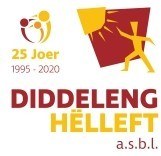 25 Joer
1995 - 2020
DIDDELENG
HËLLEFT
a.s.b.l.